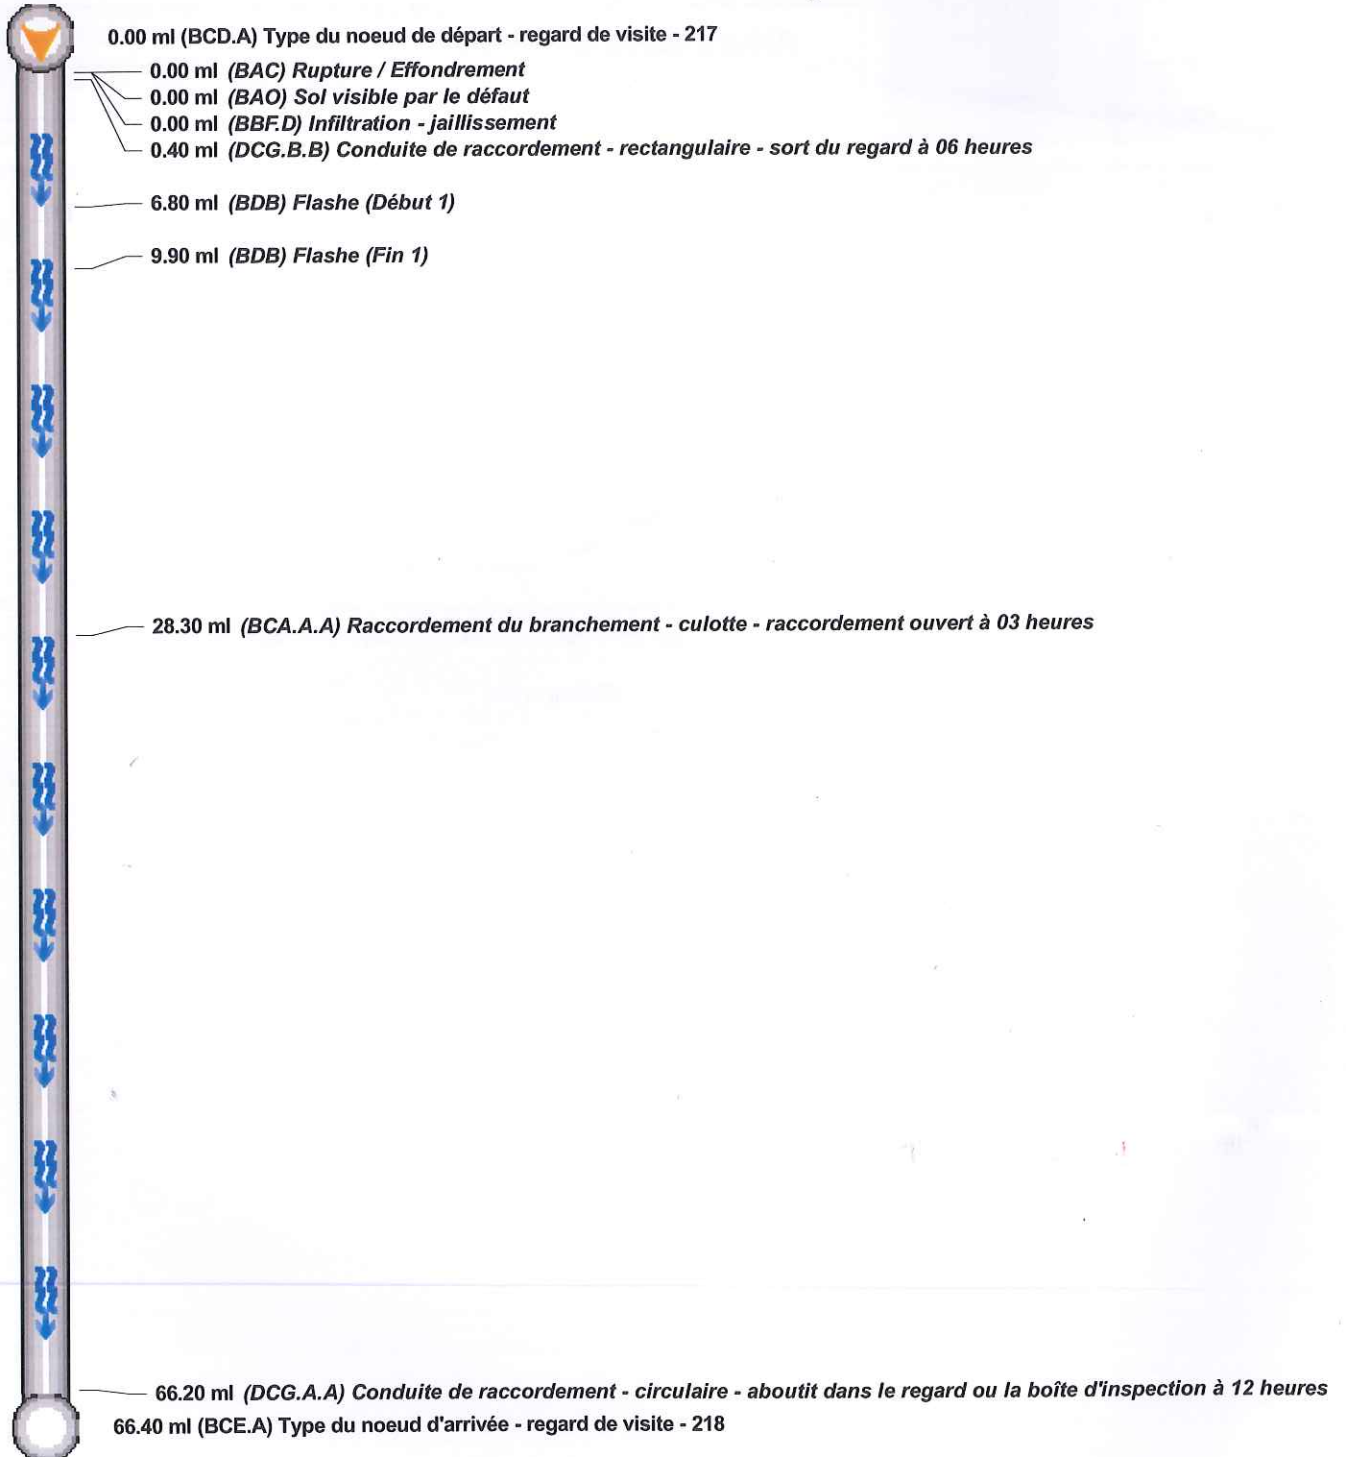 0.00 ml (BCD.A) Type du noeud de départ - regard de visite - 217
0.00 ml (BAC) Rupture / Effondrement
0.00 ml (BAO) Sol visible par le défaut
0.00 ml (BBF.D) Infiltration - jaillissement
0.40 ml (DCG.B.B) Conduite de raccordement - rectangulaire - sort du regard à 06 heures
6.80 ml (BDB) Flashe (Début 1)
9.90 ml (BDB) Flashe (Fin 1)
28.30 ml (BCA.A.A) Raccordement du branchement - culotte - raccordement ouvert à 03 heures
66.20 ml (DCG.A.A) Conduite de raccordement - circulaire - aboutit dans le regard ou la boîte d'inspection à 12 heures
66.40 ml (BCE.A) Type du noeud d'arrivée - regard de visite - 218